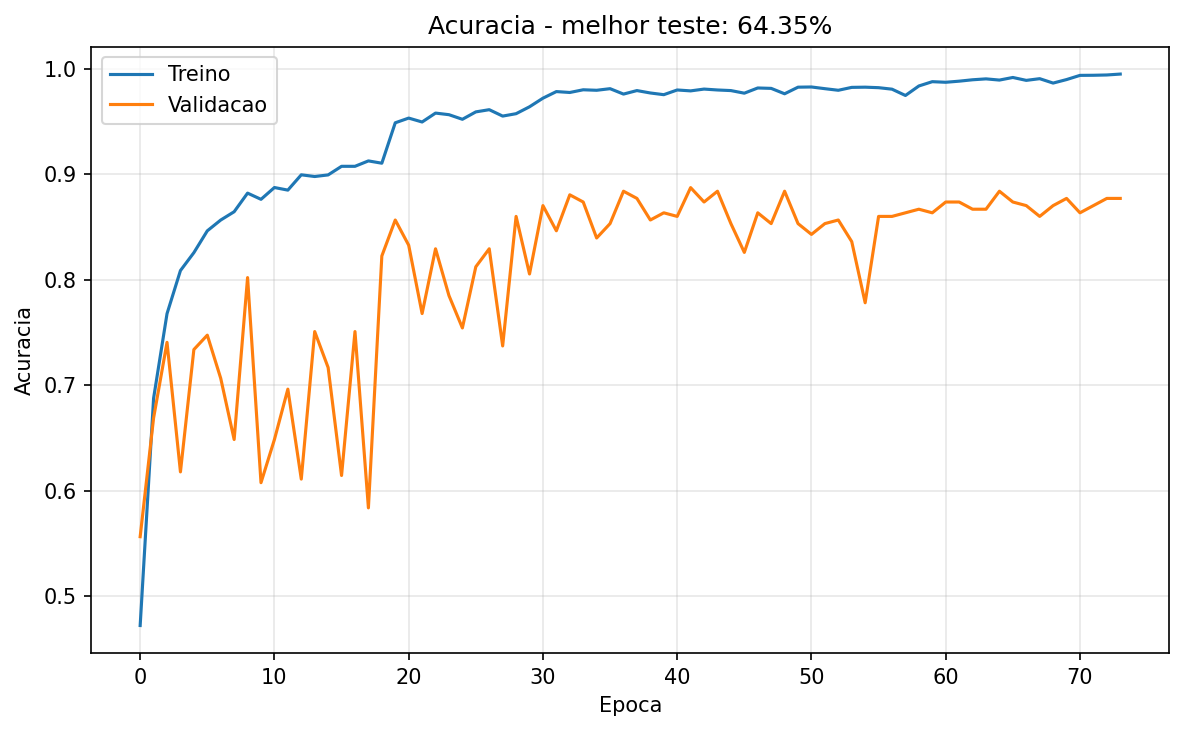 Acuracia - melhor teste: 64.35%
Treino
Validacao
Acuracia
1.0
0.9
0.8
0.7
0.6
0.5
0 10 20 30 40 50 60 70
Epoca